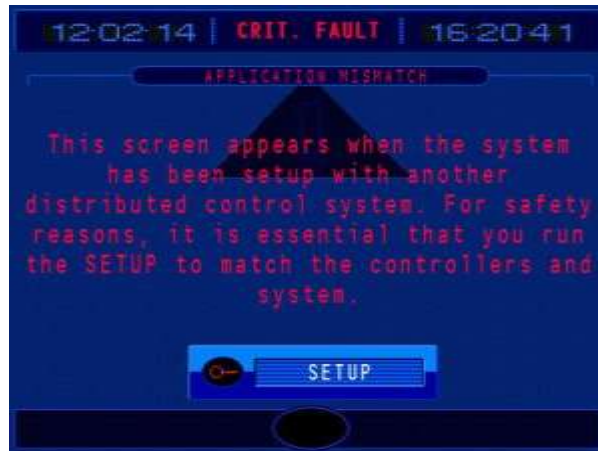 12-02-14 CRIT. FAULT 16:20:41
APPLICATION MISMATCH
This screen appears when the system
has been setup with another
distributed control system. For safety
reasons, it is essential that you run
the SETUP to match the controllers and
system.
SETUP